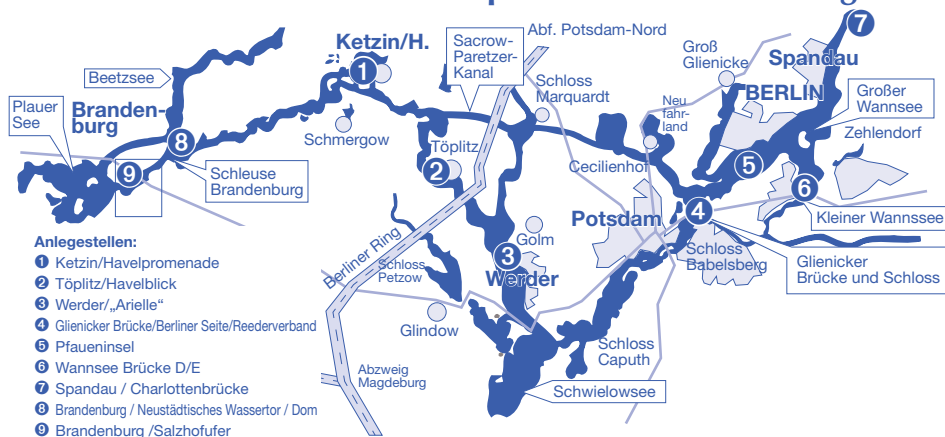 Abf. Potsdam-Nord
7
Ketzin/H.
Sacrow-
Paretzer-
Kanal
Groß
Glienicke
Spandau
1
Beetzsee
Schloss
Marquardt
BERLIN
Großer
Wannsee
Plauer
See
Branden-
burg
Neu
fahr-
land
Schmergow
Zehlendorf
8
Töplitz
Cecilienhof
5
2
9
Schleuse
Brandenburg
6
Potsdam
4
Kleiner Wannssee
Golm
Berliner Ring
3
Schloss
Babelsberg
Schloss
Petzow
Werder
Glienicker
Brücke und Schloss
Glindow
Schloss
Caputh
Abzweig
Magdeburg
Schwielowsee
Anlegestellen:
1 Ketzin/Havelpromenade
2 Töplitz/Havelblick
3 Werder/„Arielle“
4 Glienicker Brücke/Berliner Seite/Reederverband
5 Pfaueninsel
6 Wannsee Brücke D/E
7 Spandau / Charlottenbrücke
8 Brandenburg / Neustädtisches Wassertor / Dom
9 Brandenburg /Salzhofufer